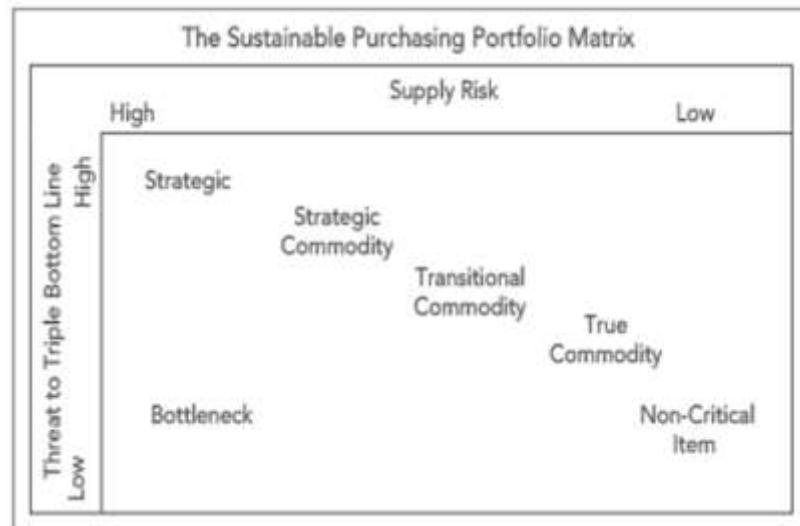 The Sustainable Purchasing Portfolio Matrix
Supply Risk
High
Low
Threat to Triple Bottom Line
High
Low
Strategic
Strategic
Commodity
Transitional
Commodity
True
Commodity
Bottleneck
Non-Critical
Item